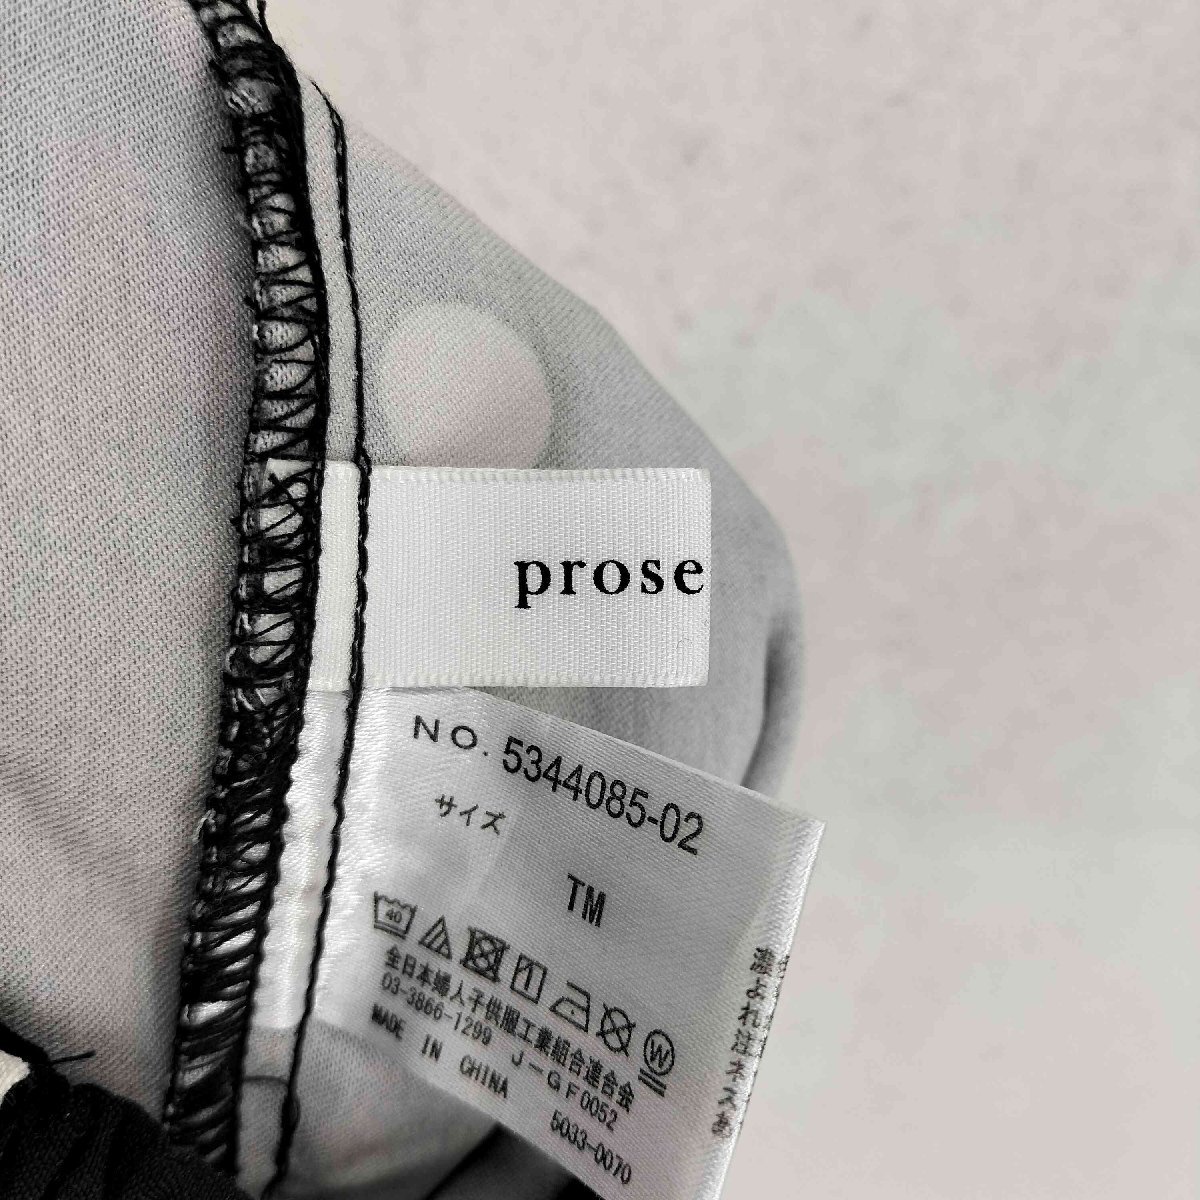 prose
NO. 5344085-02
サイズ
TM
40
W
全日本婦人子供服工業組合連合会
03-3866-1299 J-GF0052
MADE IN CHINA 5033-0070